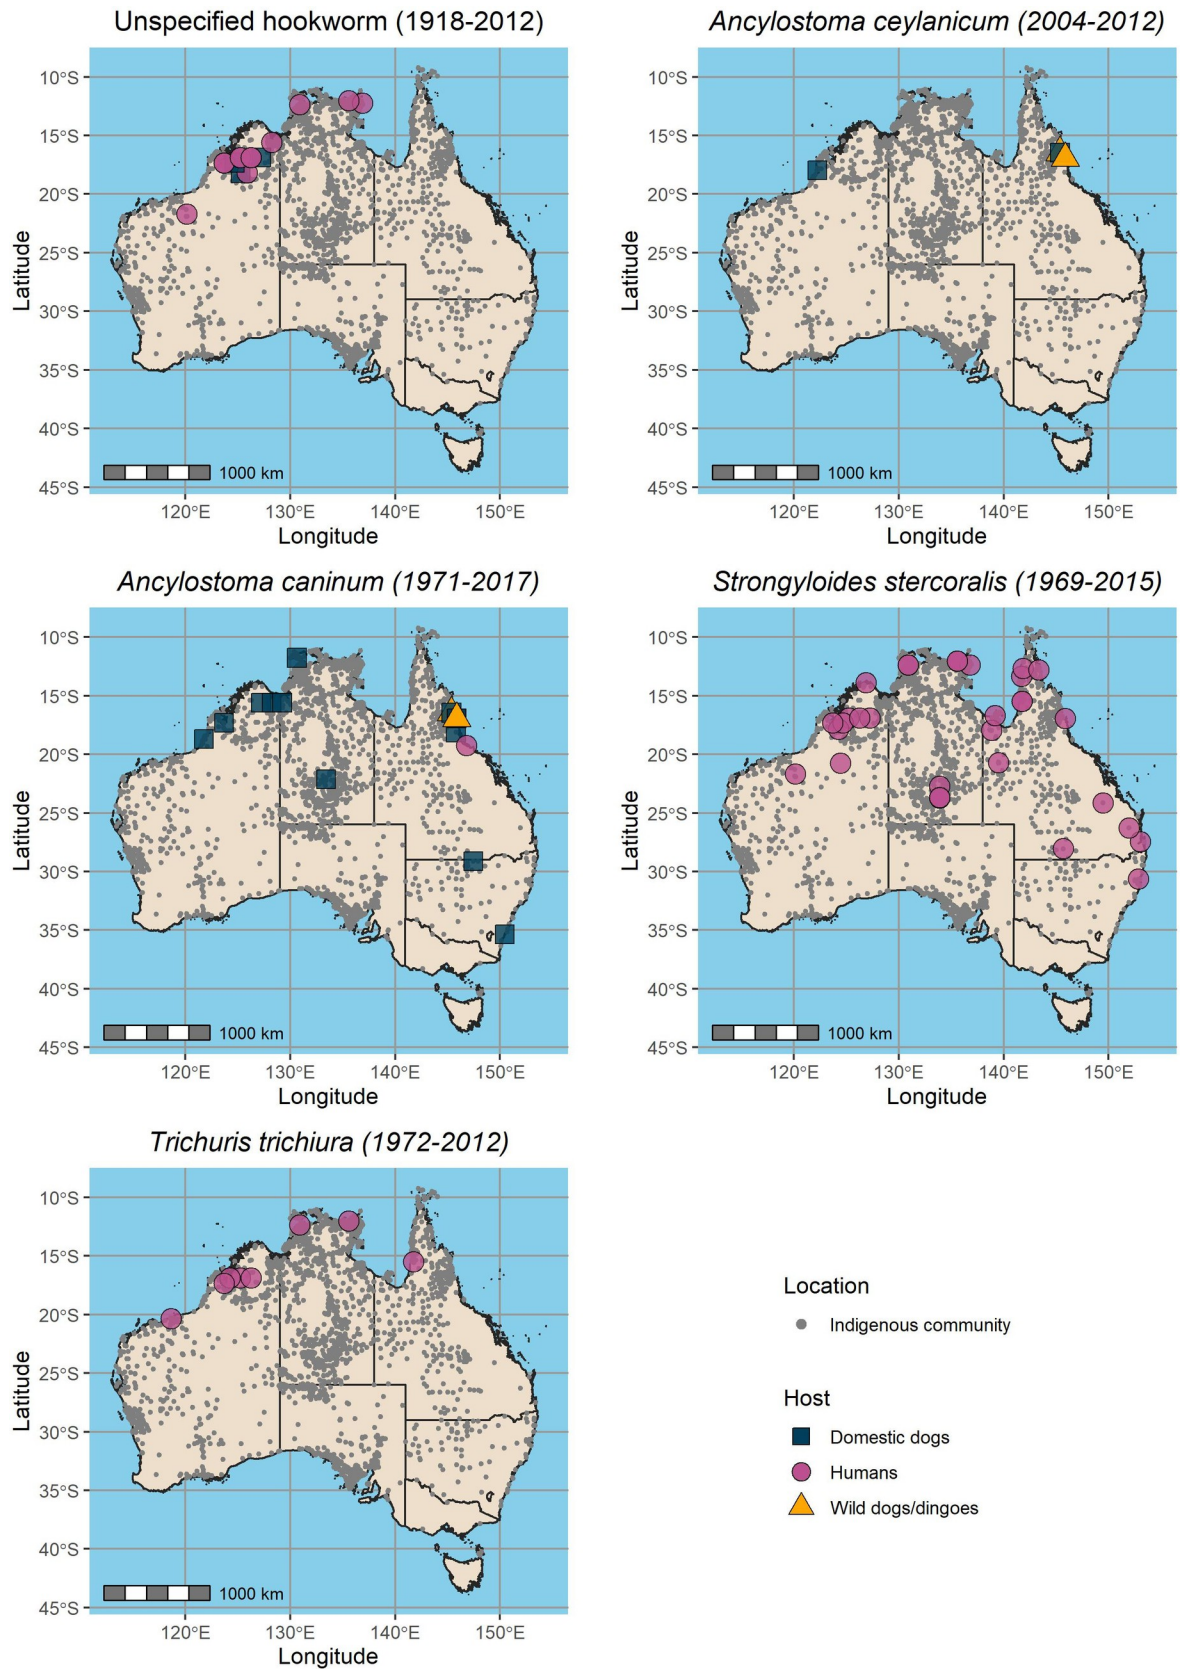 Unspecified hookworm (1918-2012)
10°S
15°S
20°S
25°S
30°S
35°S
40°S
45°S
Latitude
1000 km
120°E 130°E 140°E 150°E
Longitude
Ancylostoma ceylanicum (2004-2012)
10°S
15°S
20°S
25°S
30°S
35°S
40°S
45°S
Latitude
1000 km
120°E 130°E 140°E 150°E
Longitude
Ancylostoma caninum (1971-2017)
10°S
15°S
20°S
25°S
30°S
35°S
40°S
45°S
Latitude
1000 km
120°E 130°E 140°E 150°E
Longitude
Strongyloides stercoralis (1969-2015)
10°S
15°S
20°S
25°S
30°S
35°S
40°S
45°S
Latitude
1000 km
120°E 130°E 140°E 150°E
Longitude
Trichuris trichiura (1972-2012)
10°S
15°S
20°S
25°S
30°S
35°S
40°S
45°S
Latitude
1000 km
120°E 130°E 140°E 150°E
Longitude
Location
Indigenous community
Host
Domestic dogs
Humans
Wild dogs/dingoes